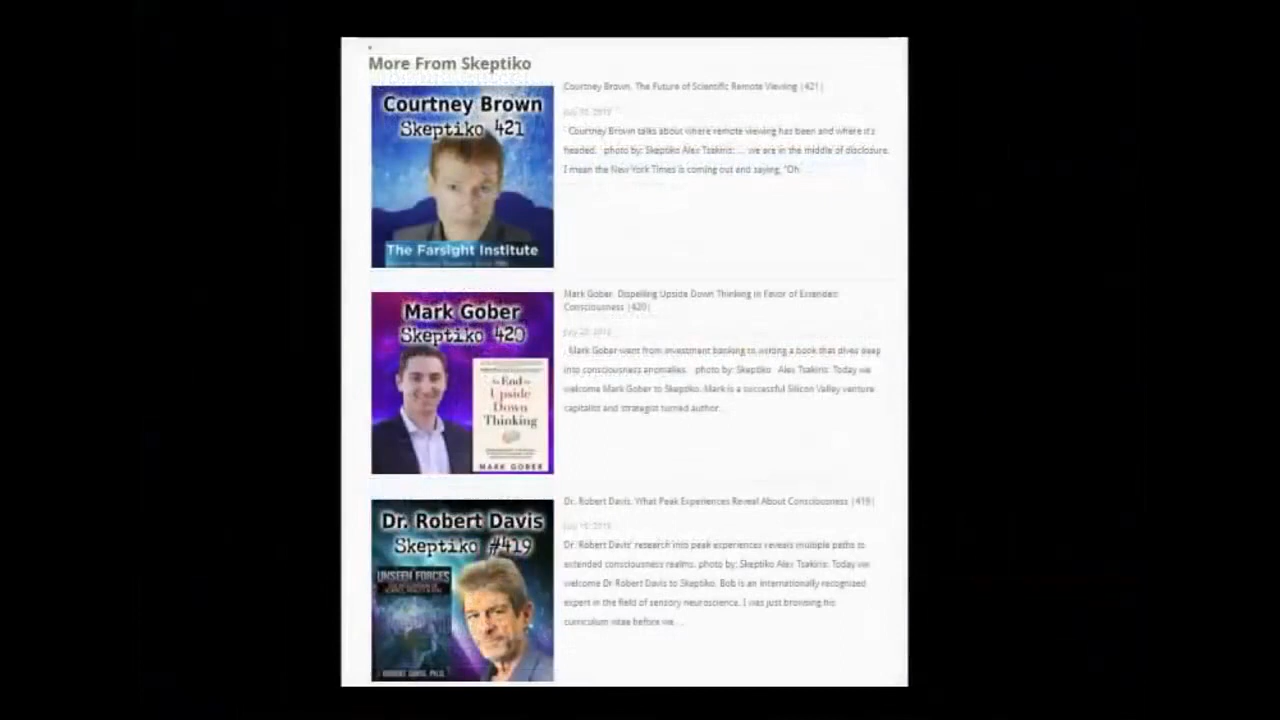 More From Skeptiko
Courtney Brown
Skeptiko 421
The Farsight Institute
Courtney Brown, The Future of Scientific Remote Viewing |421|
Courtney Brown talks about where remote viewing has been and where it's
headed. photo by: Skeptiko Alex Tsakiris: ... we are in the middle of disclosure.
I mean the New York Times is coming out and saying, "Oh ...
Mark Gober
Skeptiko 420
An End to
Upside
Down
Thinking
MARK GOBER
Mark Gober, Dispelling Upside Down Thinking in Favor of Extended
Consciousness |420|
Mark Gober went from investment banking to writing a book that dives deep
into consciousness anomalies. photo by: Skeptiko Alex Tsakiris: Today we
welcome Mark Gober to Skeptiko. Mark is a successful Silicon Valley venture
capitalist and strategist turned author.
Dr. Robert Davis
Skeptiko #419
UNSEEN FORCES
Dr. Robert Davis, What Peak Experiences Reveal About Consciousness |419|
Dr. Robert Davis' research into peak experiences reveals multiple paths to
extended consciousness realms. photo by: Skeptiko Alex Tsakiris: Today we
welcome Dr Robert Davis to Skeptiko. Bob is an internationally recognized
expert in the field of sensory neuroscience. I was just browsing his
curriculum vitae before we ...